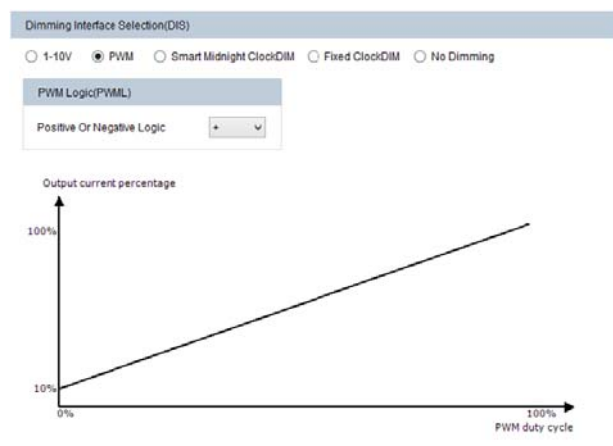 Dimming Interface Selection(DIS)
1-10V PWM Smart Midnight ClockDIM Fixed ClockDIM No Dimming
PWM Logic(PWML)
Positive Or Negative Logic +
Output current percentage
100%
10%
0% 100%
PWM duty cycle